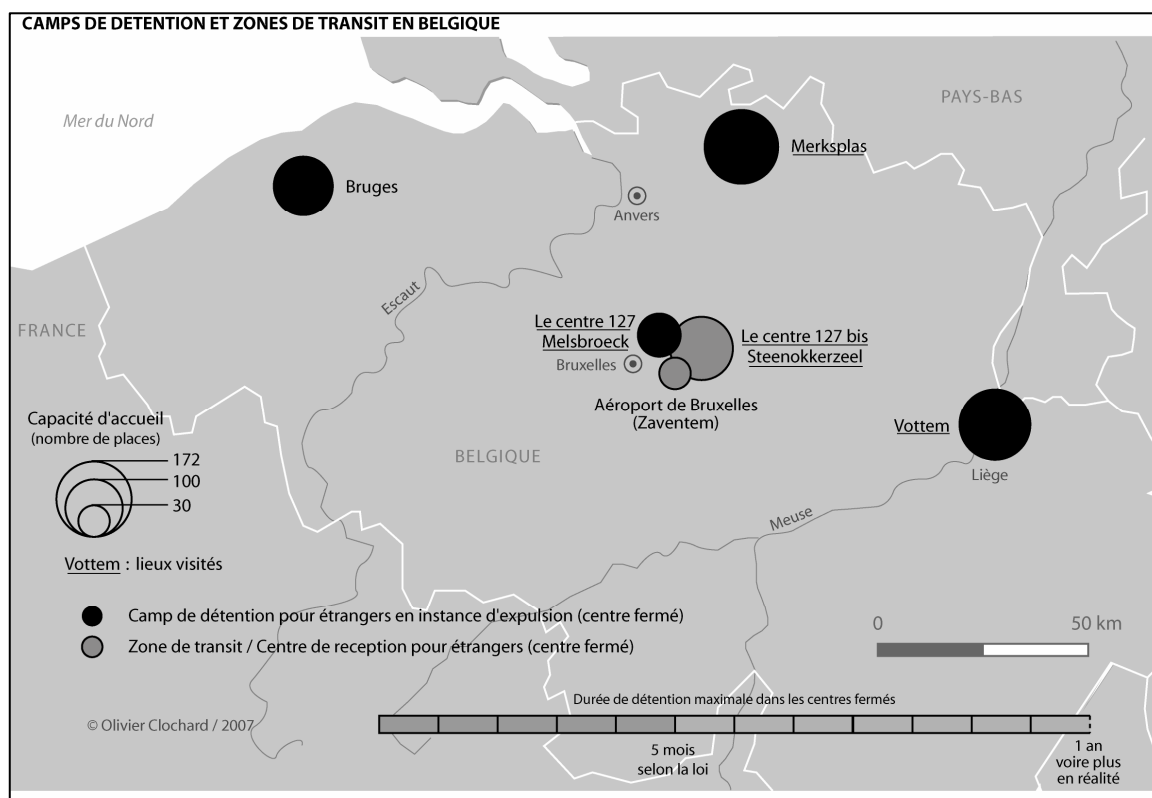 CAMPS DE DETENTION ET ZONES DE TRANSIT EN BELGIQUE
Mer du Nord
PAYS-BAS
Merksplas
Bruges
Anvers
Escaut
FRANCE
Le centre 127
Melsbroeck
Le centre 127 bis
Steenokkerzeel
Bruxelles
Aéroport de Bruxelles
(Zaventem)
Capacité d'accueil
(nombre de places)
172
100
30
Vottem
BELGIQUE
Liège
Meuse
Vottem : lieux visités
Camp de détention pour étrangers en instance d'expulsion (centre fermé)
Zone de transit / Centre de reception pour étrangers (centre fermé)
0 50 km
Durée de détention maximale dans les centres fermés
© Olivier Clochard / 2007
5 mois
selon la loi
1 an
voire plus
en réalité